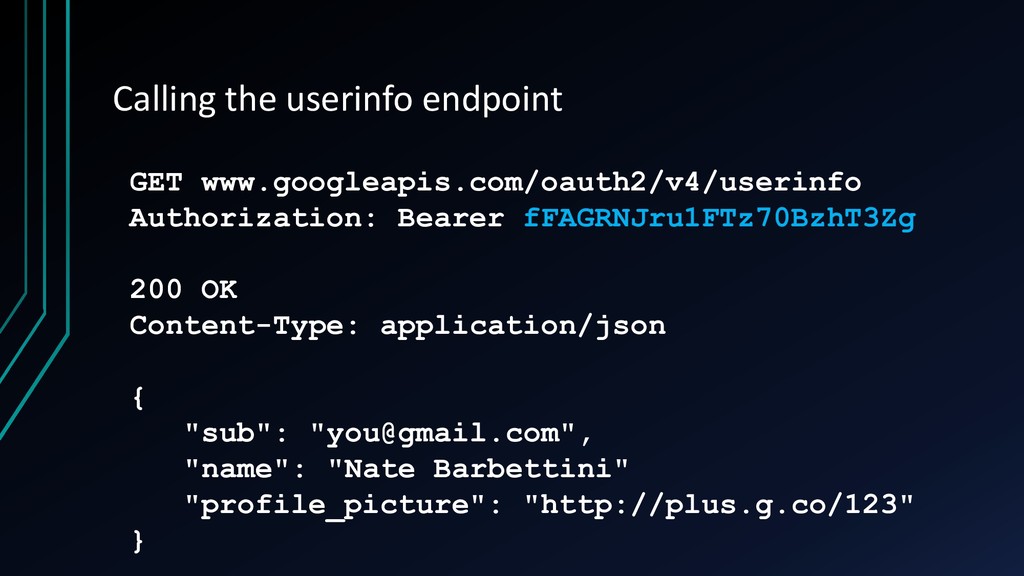 Calling the userinfo endpoint
GET www.googleapis.com/oauth2/v4/userinfo
Authorization: Bearer fFAGRNJru1FTz70BzhT3Zg
200 OK
Content-Type: application/json
{
"sub": "you@gmail.com",
"name": "Nate Barbettini"
"profile_picture": "http://plus.g.co/123"
}